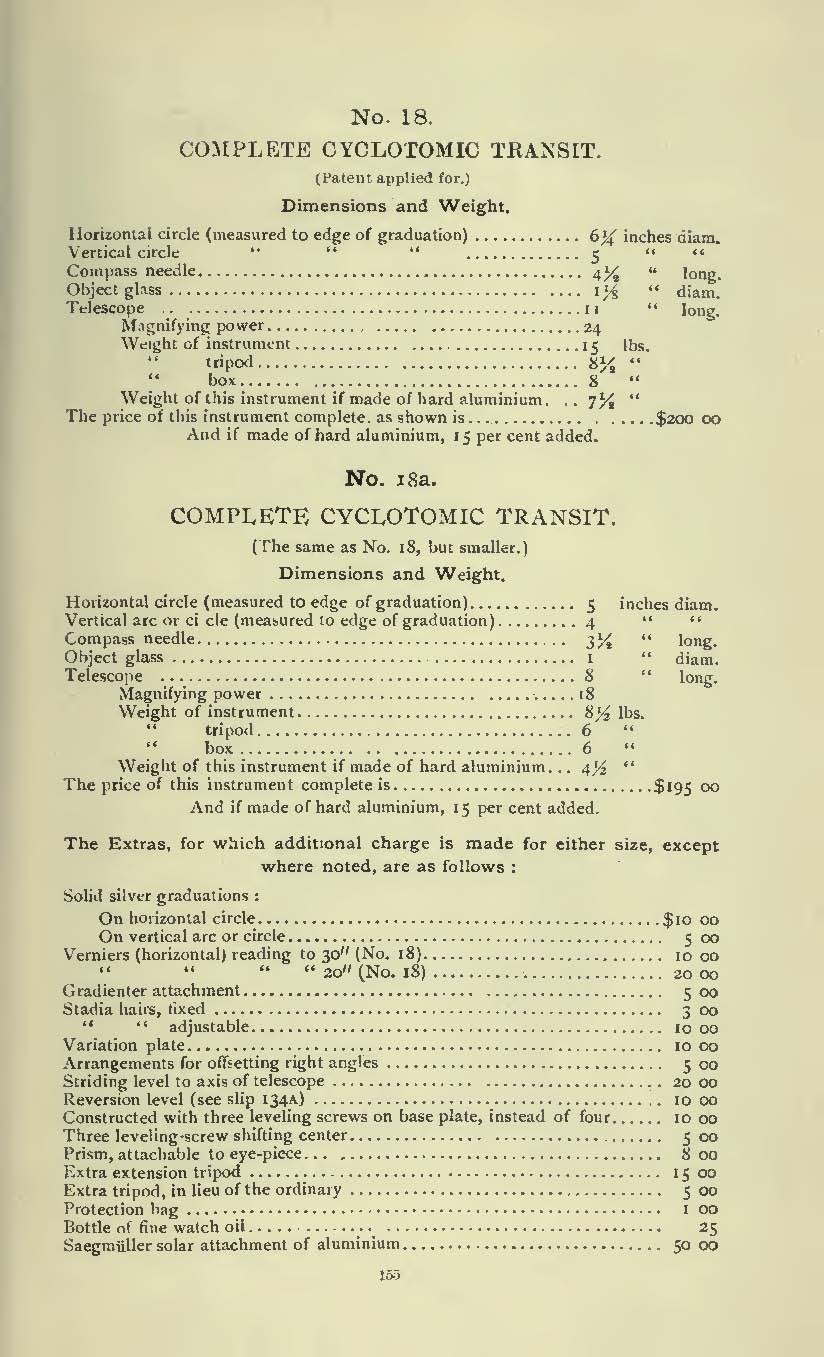 No. 18.
COMPLETE CYCLOTOMIC TRANSIT.
(Patent applied for.)
Dimensions and Weight.
Horizontal circle (measured to edge of graduation) ............ 6¼ inches diam.
Vertical circle “ “ “ ............ 5 “ “
Compass needle............ 4½ “ long.
Object glass ............ 1⅛ “ diam.
Telescope ............ 11 “ long.
Magnifying power............24
Weight of instrument............15 lbs.
“ tripod............ 8½ “
“ box............ 8 “
Weight of this instrument if made of hard aluminium. .. 7½ “
The price of this instrument complete. as shown is............$200 00
And if made of hard aluminium, 15 per cent added.
No. 18a.
COMPLETE CYCLOTOMIC TRANSIT.
(The same as No. 18, but smaller.)
Dimensions and Weight.
Horizontal circle (measured to edge of graduation)............ 5 inches diam.
Vertical arc or ci cle (measured to edge of graduation)......... 4 “ “
Compass needle............ 3½ “ long.
Object glass ............ 1 “ diam.
Telescope ............ 8 “ long.
Magnifying power ............18
Weight of instrument............ 8½ lbs.
“ tripod............ 6 “
“ box ............ 6 “
Weight of this instrument if made of hard aluminium... 4½ “
The price of this instrument complete is............$195 00
And if made of hard aluminium, 15 per cent added.
The Extras, for which additional charge is made for either size, except
where noted, are as follows :
Solid silver graduations :
On horizontal circle............$10 00
On vertical arc or circle............ 5 00
Verniers (horizontal) reading to 30″ (No. 18)............ 10 00
“ “ “ “ 20″ (No. 18) ............ 20 00
Gradienter attachment............ 5 00
Stadia hairs, fixed ............ 3 00
“ “ adjustable............ 10 00
Variation plate............ 10 00
Arrangements for offsetting right angles ............ 5 00
Striding level to axis of telescope ............ 20 00
Reversion level (see slip 134A) ............ 10 00
Constructed with three leveling screws on base plate, instead of four...... 10 00
Three leveling-screw shifting center............ 5 00
Prism, attachable to eye-piece............ 8 00
Extra extension tripod ............ 15 00
Extra tripod, in lieu of the ordinary ............ 5 00
Protection bag ............ 1 00
Bottle of fine watch oil............ 25
Saegmüller solar attachment of aluminium............ 50 00
155